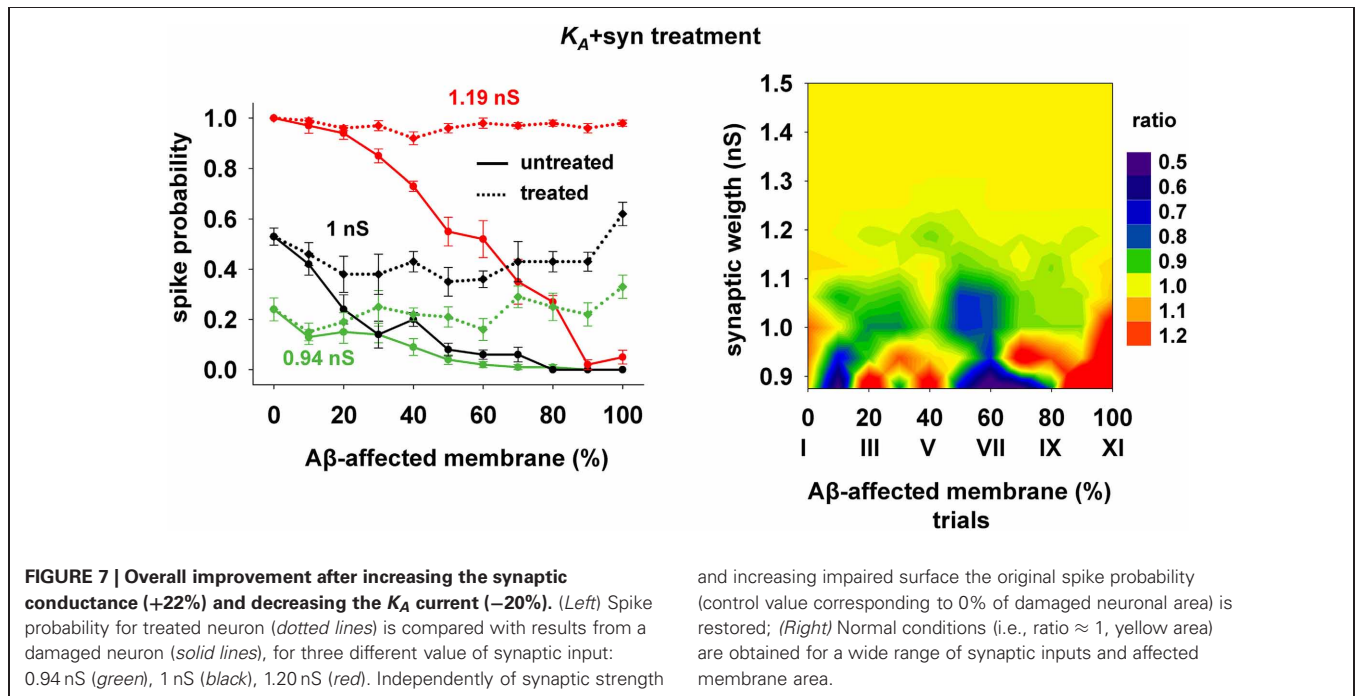 K_A+syn treatment
1.19 nS
untreated
treated
1 nS
0.94 nS
spike probability
1.0
0.8
0.6
0.4
0.2
0.0
0 20 40 60 80 100
Aβ-affected membrane (%)
synaptic weigth (nS)
1.5
1.4
1.3
1.2
1.1
1.0
0.9
0 20 40 60 80 100
I III V VII IX XI
Aβ-affected membrane (%)
trials
ratio
0.5
0.6
0.7
0.8
0.9
1.0
1.1
1.2
FIGURE 7 | Overall improvement after increasing the synaptic
conductance (+22%) and decreasing the K_A current (−20%). (Left) Spike
probability for treated neuron (dotted lines) is compared with results from a
damaged neuron (solid lines), for three different value of synaptic input:
0.94 nS (green), 1 nS (black), 1.20 nS (red). Independently of synaptic strength
and increasing impaired surface the original spike probability
(control value corresponding to 0% of damaged neuronal area) is
restored; (Right) Normal conditions (i.e., ratio ≈ 1, yellow area)
are obtained for a wide range of synaptic inputs and affected
membrane area.